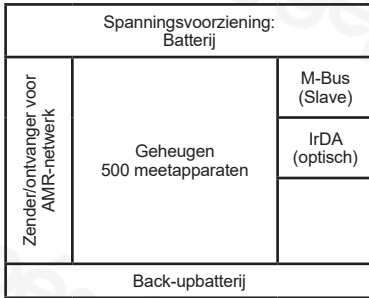 Spanningsvoorziening:
Batterij
Zender/ontvanger voor
AMR-netwerk
Geheugen
500 meetapparaten
M-Bus
(Slave)
IrDA
(optisch)
Back-upbatterij